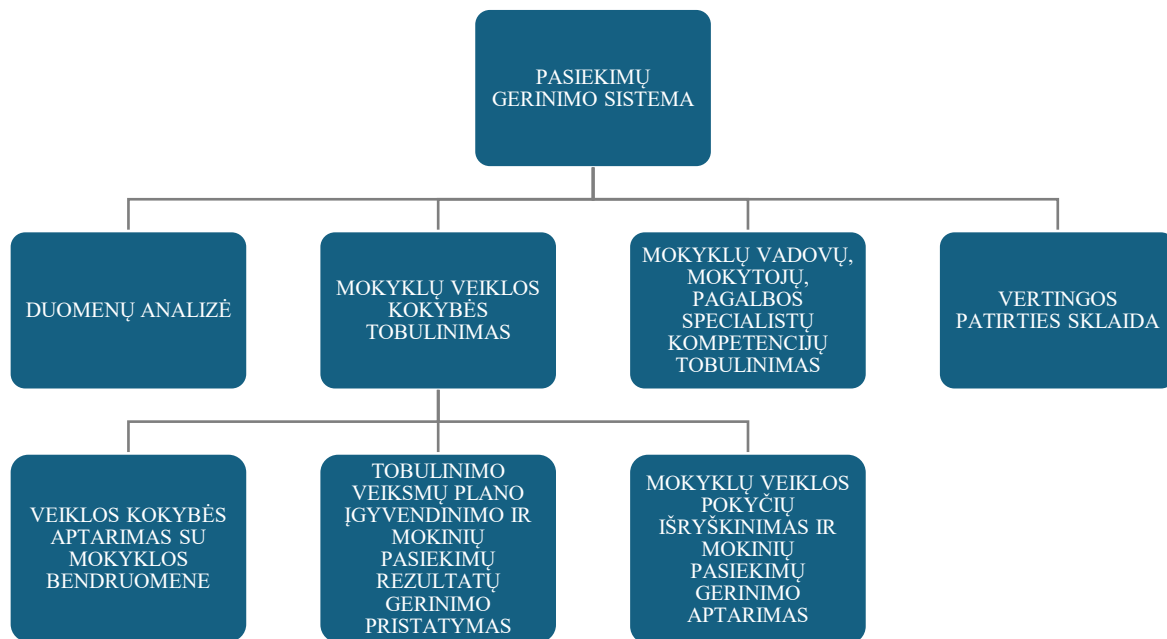 PASIEKIMŲ
GERINIMO SISTEMA
DUOMENŲ ANALIZĖ
MOKYKLŲ VEIKLOS
KOKYBĖS
TOBULINIMAS
MOKYKLŲ VADOVŲ,
MOKYTOJŲ,
PAGALBOS
SPECIALISTŲ
KOMPETENCIJŲ
TOBULINIMAS
VERTINGOS
PATIRTIES SKLAIDA
VEIKLOS KOKYBĖS
APTARIMAS SU
MOKYKLOS
BENDRUOMENE
TOBULINIMO
VEIKSMŲ PLANO
ĮGYVENDINIMO IR
MOKINIŲ
PASIEKIMŲ
REZULTATŲ
GERINIMO
PRISTATYMAS
MOKYKLŲ VEIKLOS
POKYČIŲ
IŠRYŠKINIMAS IR
MOKINIŲ
PASIEKIMŲ
GERINIMO
APTARIMAS